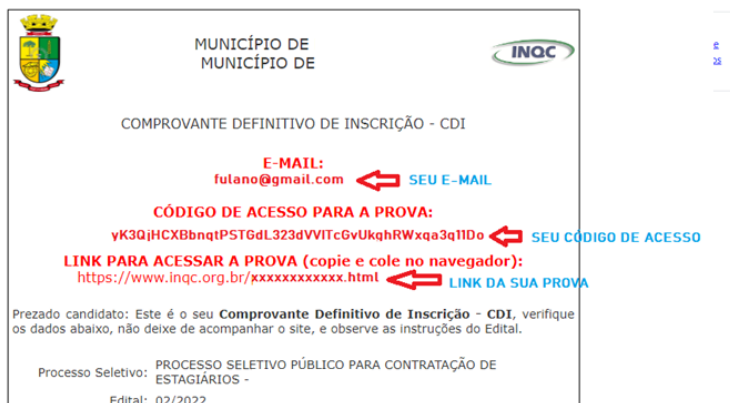 MUNICÍPIO DE
MUNICÍPIO DE
INQC
COMPROVANTE DEFINITIVO DE INSCRIÇÃO - CDI
E-MAIL:
fulano@gmail.com SEU E-MAIL
CÓDIGO DE ACESSO PARA A PROVA:
yK3QjHCXBbnqtPSTGdL323dVVITcGvUkqhRWxqa3q11Do SEU CÓDIGO DE ACESSO
LINK PARA ACESSAR A PROVA (copie e cole no navegador):
https://www.inqc.org.br/xxxxxxxxxxxx.html LINK DA SUA PROVA
Prezado candidato: Este é o seu Comprovante Definitivo de Inscrição - CDI, verifique
os dados abaixo, não deixe de acompanhar o site, e observe as instruções do Edital.
Processo Seletivo: PROCESSO SELETIVO PÚBLICO PARA CONTRATAÇÃO DE
ESTAGIÁRIOS -
Edital: 02/2022